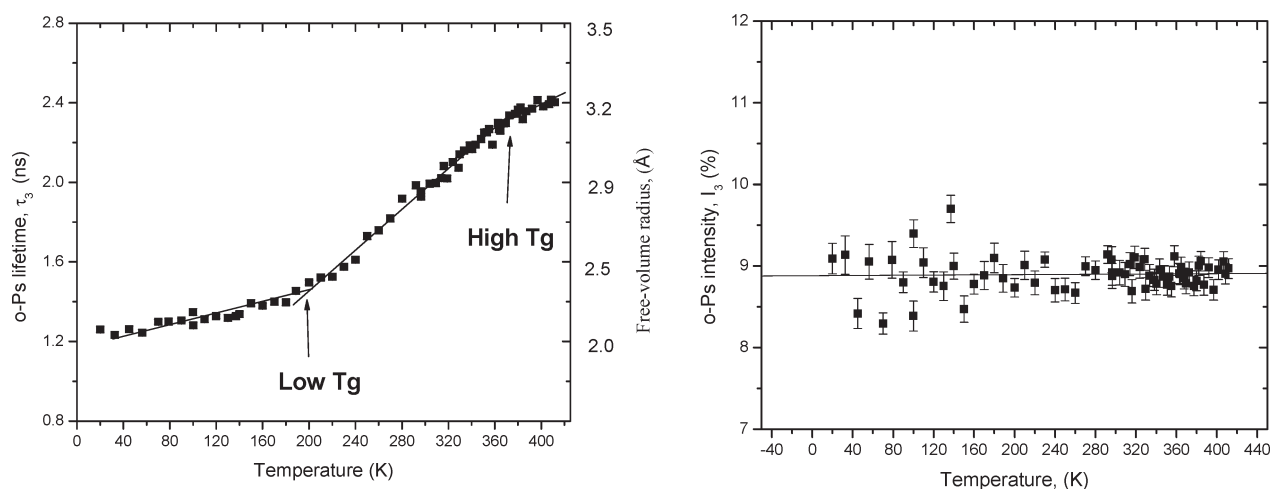 2.8
2.4
2.0
1.6
1.2
0.8
o-Ps lifetime, τ3 (ns)
0 40 80 120 160 200 240 280 320 360 400
Temperature (K)
3.5
3.2
2.9
2.5
2.0
Free-volume radius, (Å)
High Tg
Low Tg
12
11
10
9
8
7
o-Ps intensity, I3 (%)
-40 0 40 80 120 160 200 240 280 320 360 400 440
Temperature, (K)